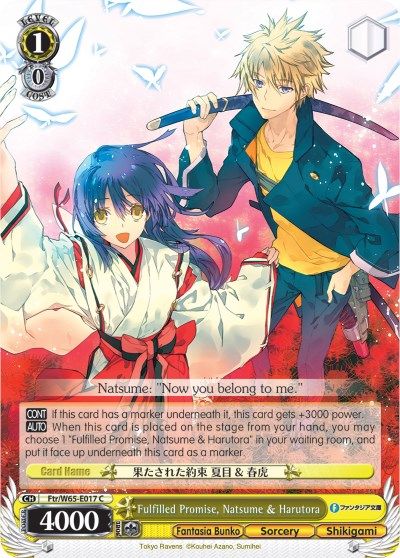 LEVEL
1
0
COST
Natsume: "Now you belong to me."
CONT If this card has a marker underneath it, this card gets +3000 power.
AUTO When this card is placed on the stage from your hand, you may
choose 1 "Fulfilled Promise, Natsume & Harutora" in your waiting room, and
put it face up underneath this card as a marker.
Card Name 果たされた約束 夏目 & 春虎
CH Ftr/W65-E017 C
Fulfilled Promise, Natsume & Harutora
POWER 4000
Fantasia Bunko Sorcery Shikigami
ファンタジア文庫
Tokyo Ravens ©Kouhei Azano, Sumihei